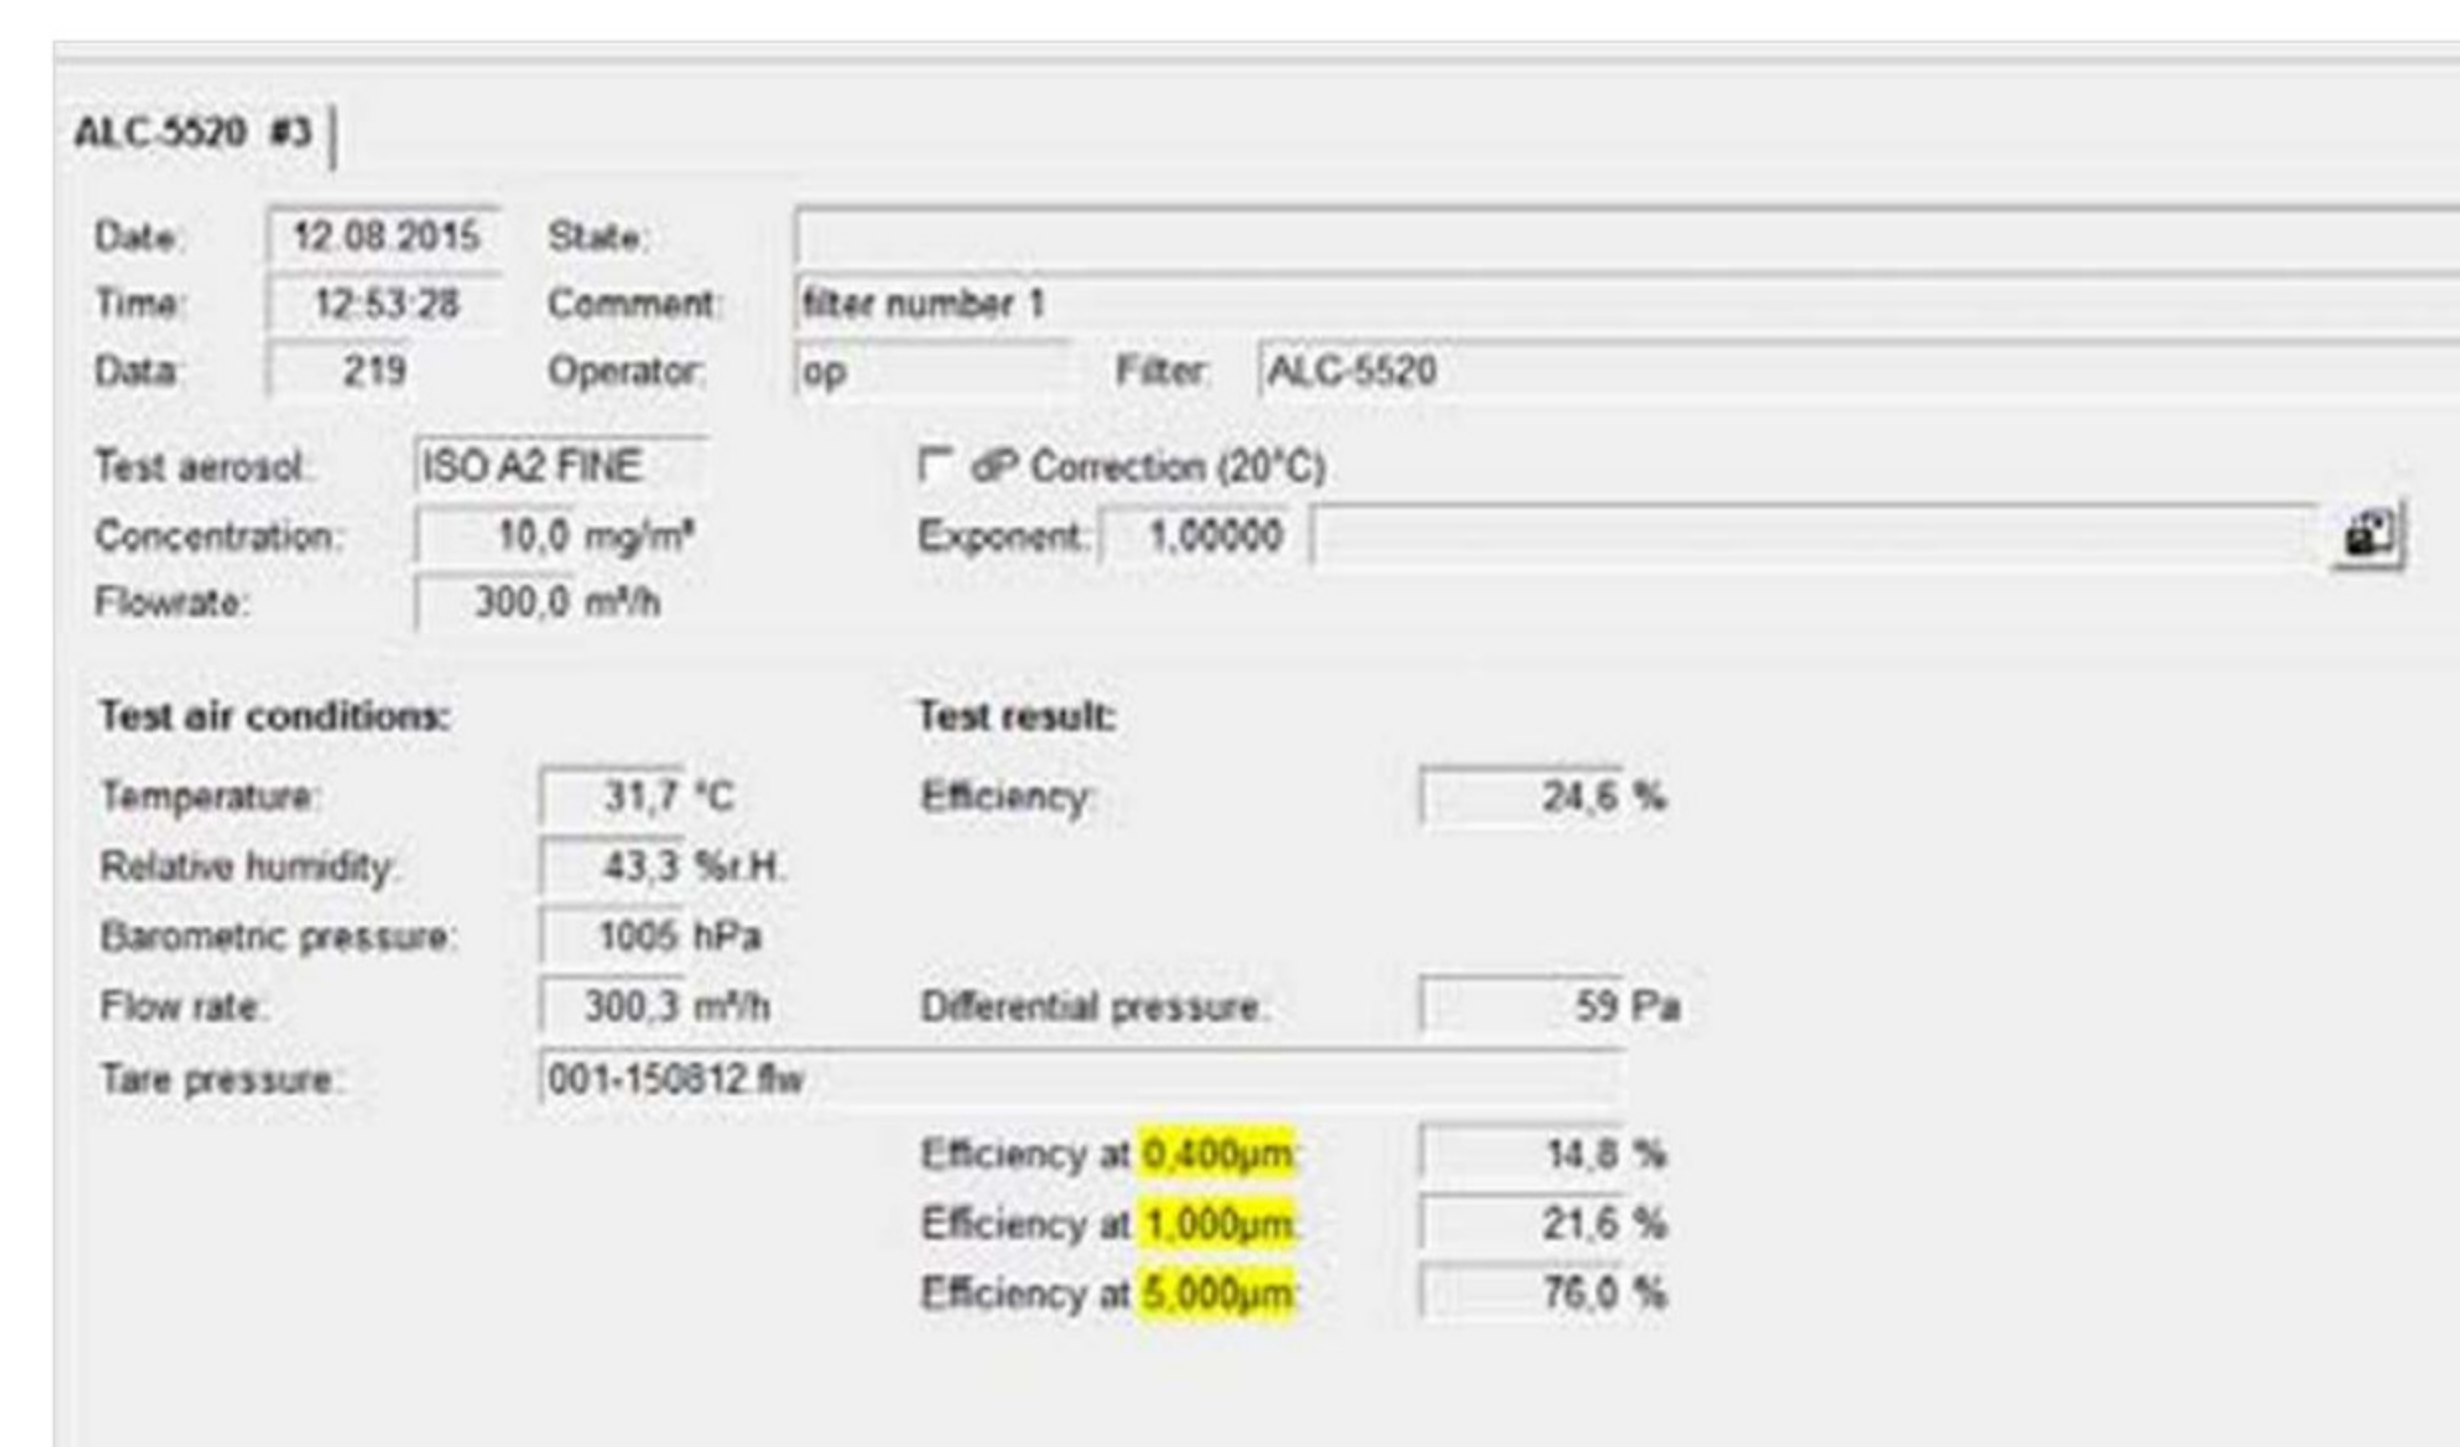 ALC-5520 #3
Date: 12.08.2015 State:
Time: 12:53:28 Comment: filter number 1
Data: 219 Operator: op Filter: ALC-5520
Test aerosol: ISO A2 FINE dP Correction (20°C)
Concentration: 10,0 mg/m³ Exponent: 1,00000
Flowrate: 300,0 m³/h
Test air conditions: Test result:
Temperature: 31,7 °C Efficiency: 24,6 %
Relative humidity: 43,3 %r.H.
Barometric pressure: 1005 hPa
Flow rate: 300,3 m³/h Differential pressure: 59 Pa
Tare pressure: 001-150812.flw
Efficiency at 0,400µm: 14,8 %
Efficiency at 1,000µm: 21,6 %
Efficiency at 5,000µm: 76,0 %